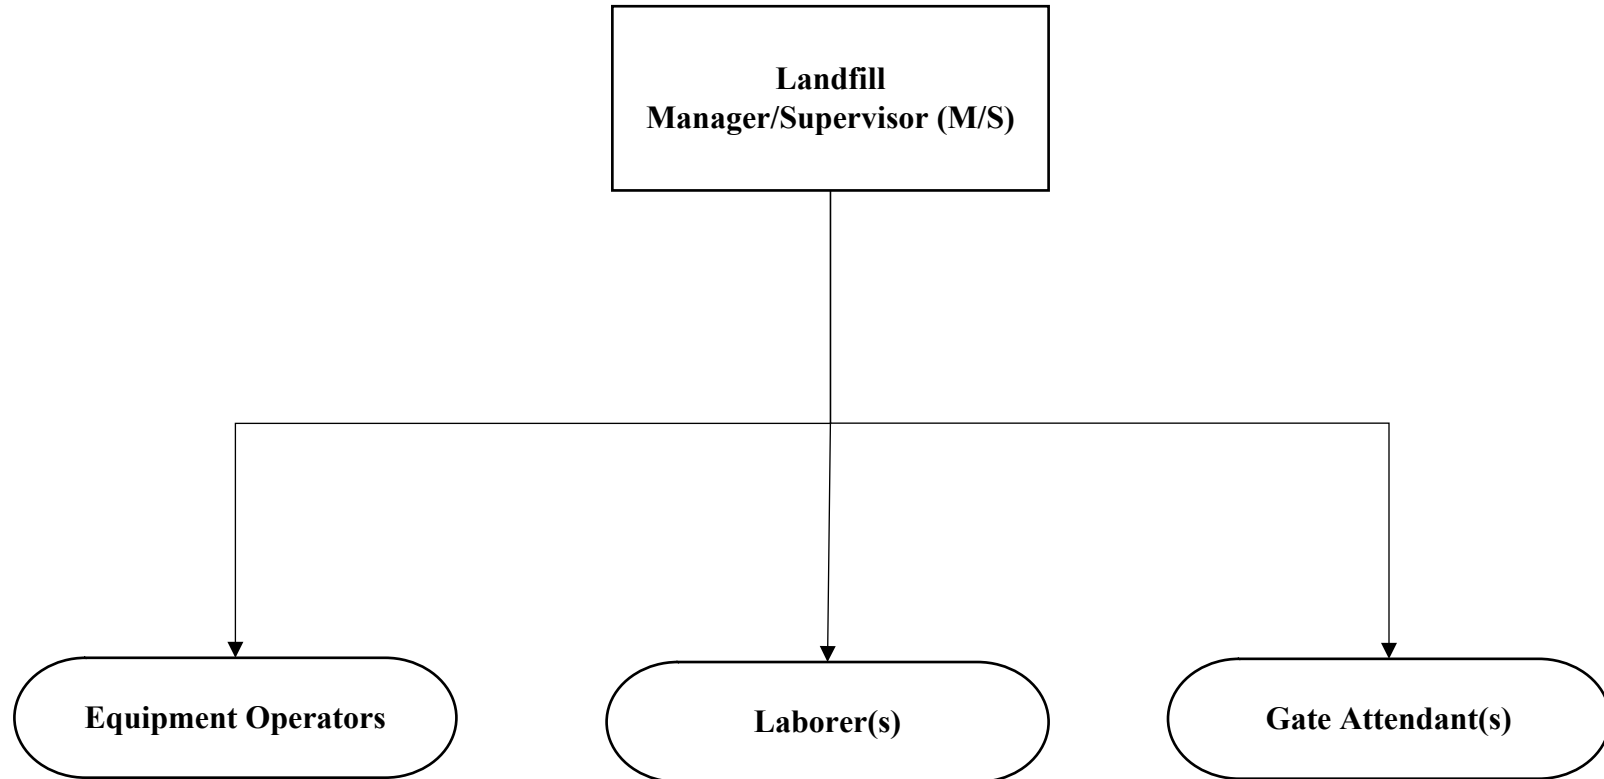 Landfill
Manager/Supervisor (M/S)
Equipment Operators
Laborer(s)
Gate Attendant(s)